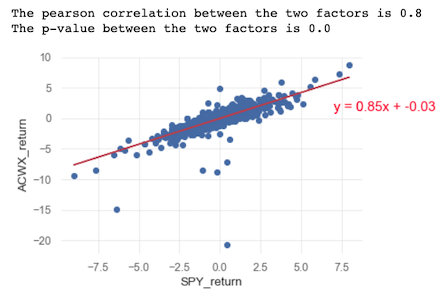 The pearson correlation between the two factors is 0.8
The p-value between the two factors is 0.0
10
5
0
−5
−10
−15
−20
ACWX_return
y = 0.85x + -0.03
−7.5 −5.0 −2.5 0.0 2.5 5.0 7.5
SPY_return